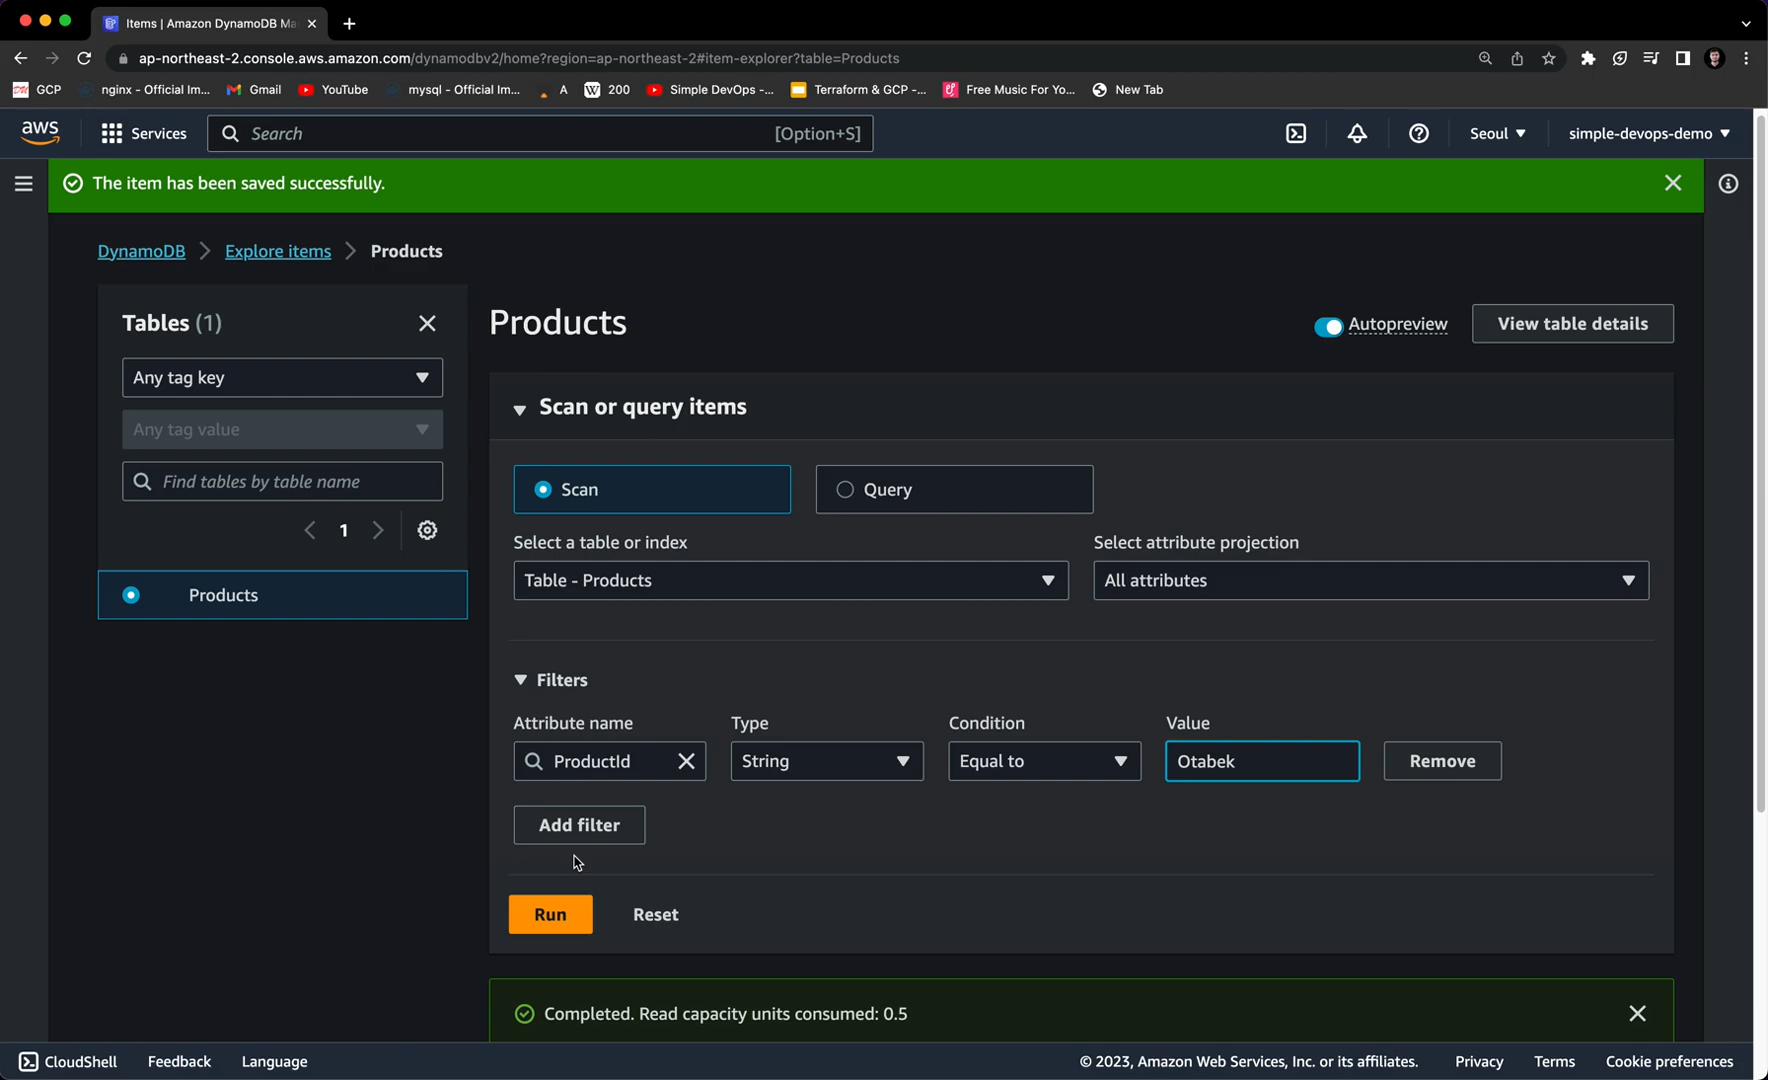 Items | Amazon DynamoDB Ma
ap-northeast-2.console.aws.amazon.com/dynamodbv2/home?region=ap-northeast-2#item-explorer?table=Products
GCP nginx - Official Im... Gmail YouTube mysql - Official Im... A 200 Simple DevOps -... Terraform & GCP -... Free Music For Yo... New Tab
aws Services Search [Option+S] Seoul simple-devops-demo
The item has been saved successfully.
DynamoDB Explore items Products
Tables (1)
Any tag key
Any tag value
Find tables by table name
1
Products
Products
Autopreview View table details
Scan or query items
Scan Query
Select a table or index Select attribute projection
Table - Products All attributes
Filters
Attribute name Type Condition Value
ProductId String Equal to Otabek Remove
Add filter
Run Reset
Completed. Read capacity units consumed: 0.5
CloudShell Feedback Language © 2023, Amazon Web Services, Inc. or its affiliates. Privacy Terms Cookie preferences